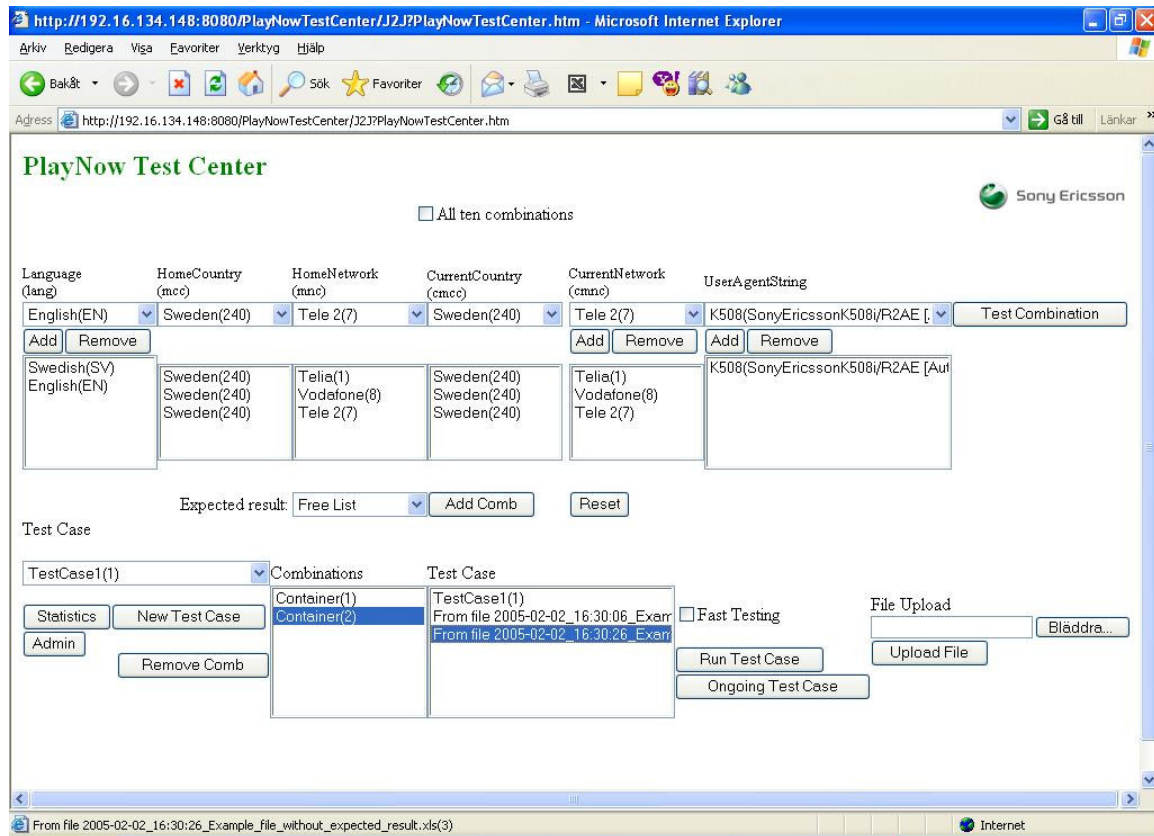 http://192.16.134.148:8080/PlayNowTestCenter/J2J?PlayNowTestCenter.htm - Microsoft Internet Explorer
Arkiv Redigera Visa Favoriter Verktyg Hjälp
Bakåt Sök Favoriter
Adress http://192.16.134.148:8080/PlayNowTestCenter/J2J?PlayNowTestCenter.htm Gå till Länkar »
PlayNow Test Center
Sony Ericsson
All ten combinations
Language (lang)
HomeCountry (mcc)
HomeNetwork (mnc)
CurrentCountry (cmcc)
CurrentNetwork (cmnc)
UserAgentString
English(EN) Sweden(240) Tele 2(7) Sweden(240) Tele 2(7) K508(SonyEricssonK508i/R2AE [. Test Combination
Add Remove Add Remove Add Remove
Swedish(SV)
English(EN)
Sweden(240)
Sweden(240)
Sweden(240)
Telia(1)
Vodafone(8)
Tele 2(7)
Sweden(240)
Sweden(240)
Sweden(240)
Telia(1)
Vodafone(8)
Tele 2(7)
K508(SonyEricssonK508i/R2AE [Aut
Expected result: Free List Add Comb Reset
Test Case
TestCase1(1)
Statistics New Test Case
Admin
Remove Comb
Combinations
Container(1)
Container(2)
Test Case
TestCase1(1)
From file 2005-02-02_16:30:06_Exam
From file 2005-02-02_16:30:26_Exam
Fast Testing
Run Test Case
Ongoing Test Case
File Upload
Bläddra...
Upload File
From file 2005-02-02_16:30:26_Example_file_without_expected_result.xls(3) Internet